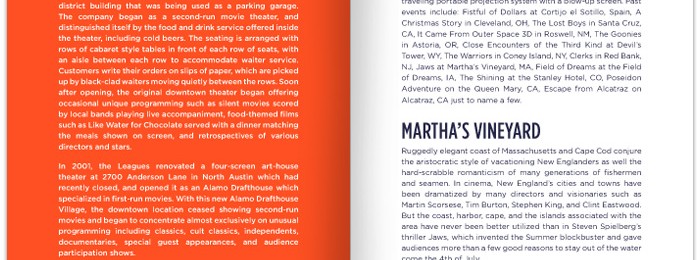 district building that was being used as a parking garage.
The company began as a second-run movie theater, and
distinguished itself by the food and drink service offered inside
the theater, including cold beers. The seating is arranged with
rows of cabaret style tables in front of each row of seats, with
an aisle between each row to accommodate waiter service.
Customers write their orders on slips of paper, which are picked
up by black-clad waiters moving quietly between the rows. Soon
after opening, the original downtown theater began offering
occasional unique programming such as silent movies scored
by local bands playing live accompaniment, food-themed films
such as Like Water for Chocolate served with a dinner matching
the meals shown on screen, and retrospectives of various
directors and stars.
In 2001, the Leagues renovated a four-screen art-house
theater at 2700 Anderson Lane in North Austin which had
recently closed, and opened it as an Alamo Drafthouse which
specialized in first-run movies. With this new Alamo Drafthouse
Village, the downtown location ceased showing second-run
movies and began to concentrate almost exclusively on unusual
programming including classics, cult classics, independents,
documentaries, special guest appearances, and audience
participation shows.
traveling portable projection system with a blow-up screen. Past
events include: Fistful of Dollars at Cortijo el Sotillo, Spain, A
Christmas Story in Cleveland, OH, The Lost Boys in Santa Cruz,
CA, It Came From Outer Space 3D in Roswell, NM, The Goonies
in Astoria, OR, Close Encounters of the Third Kind at Devil's
Tower, WY, The Warriors in Coney Island, NY, Clerks in Red Bank,
NJ, Jaws at Martha's Vineyard, MA, Field of Dreams at the Field
of Dreams, IA, The Shining at the Stanley Hotel, CO, Poseidon
Adventure on the Queen Mary, CA, Escape from Alcatraz on
Alcatraz, CA just to name a few.
MARTHA'S VINEYARD
Ruggedly elegant coast of Massachusetts and Cape Cod conjure
the aristocratic style of vacationing New Englanders as well the
hard-scrabble romanticism of many generations of fishermen
and seamen. In cinema, New England's cities and towns have
been dramatized by many directors and visionaries such as
Martin Scorsese, Tim Burton, Stephen King, and Clint Eastwood.
But the coast, harbor, cape, and the islands associated with the
area have never been better utilized than in Steven Spielberg's
thriller Jaws, which invented the Summer blockbuster and gave
audiences more than a few good reasons to stay out of the water
come the 4th of July.